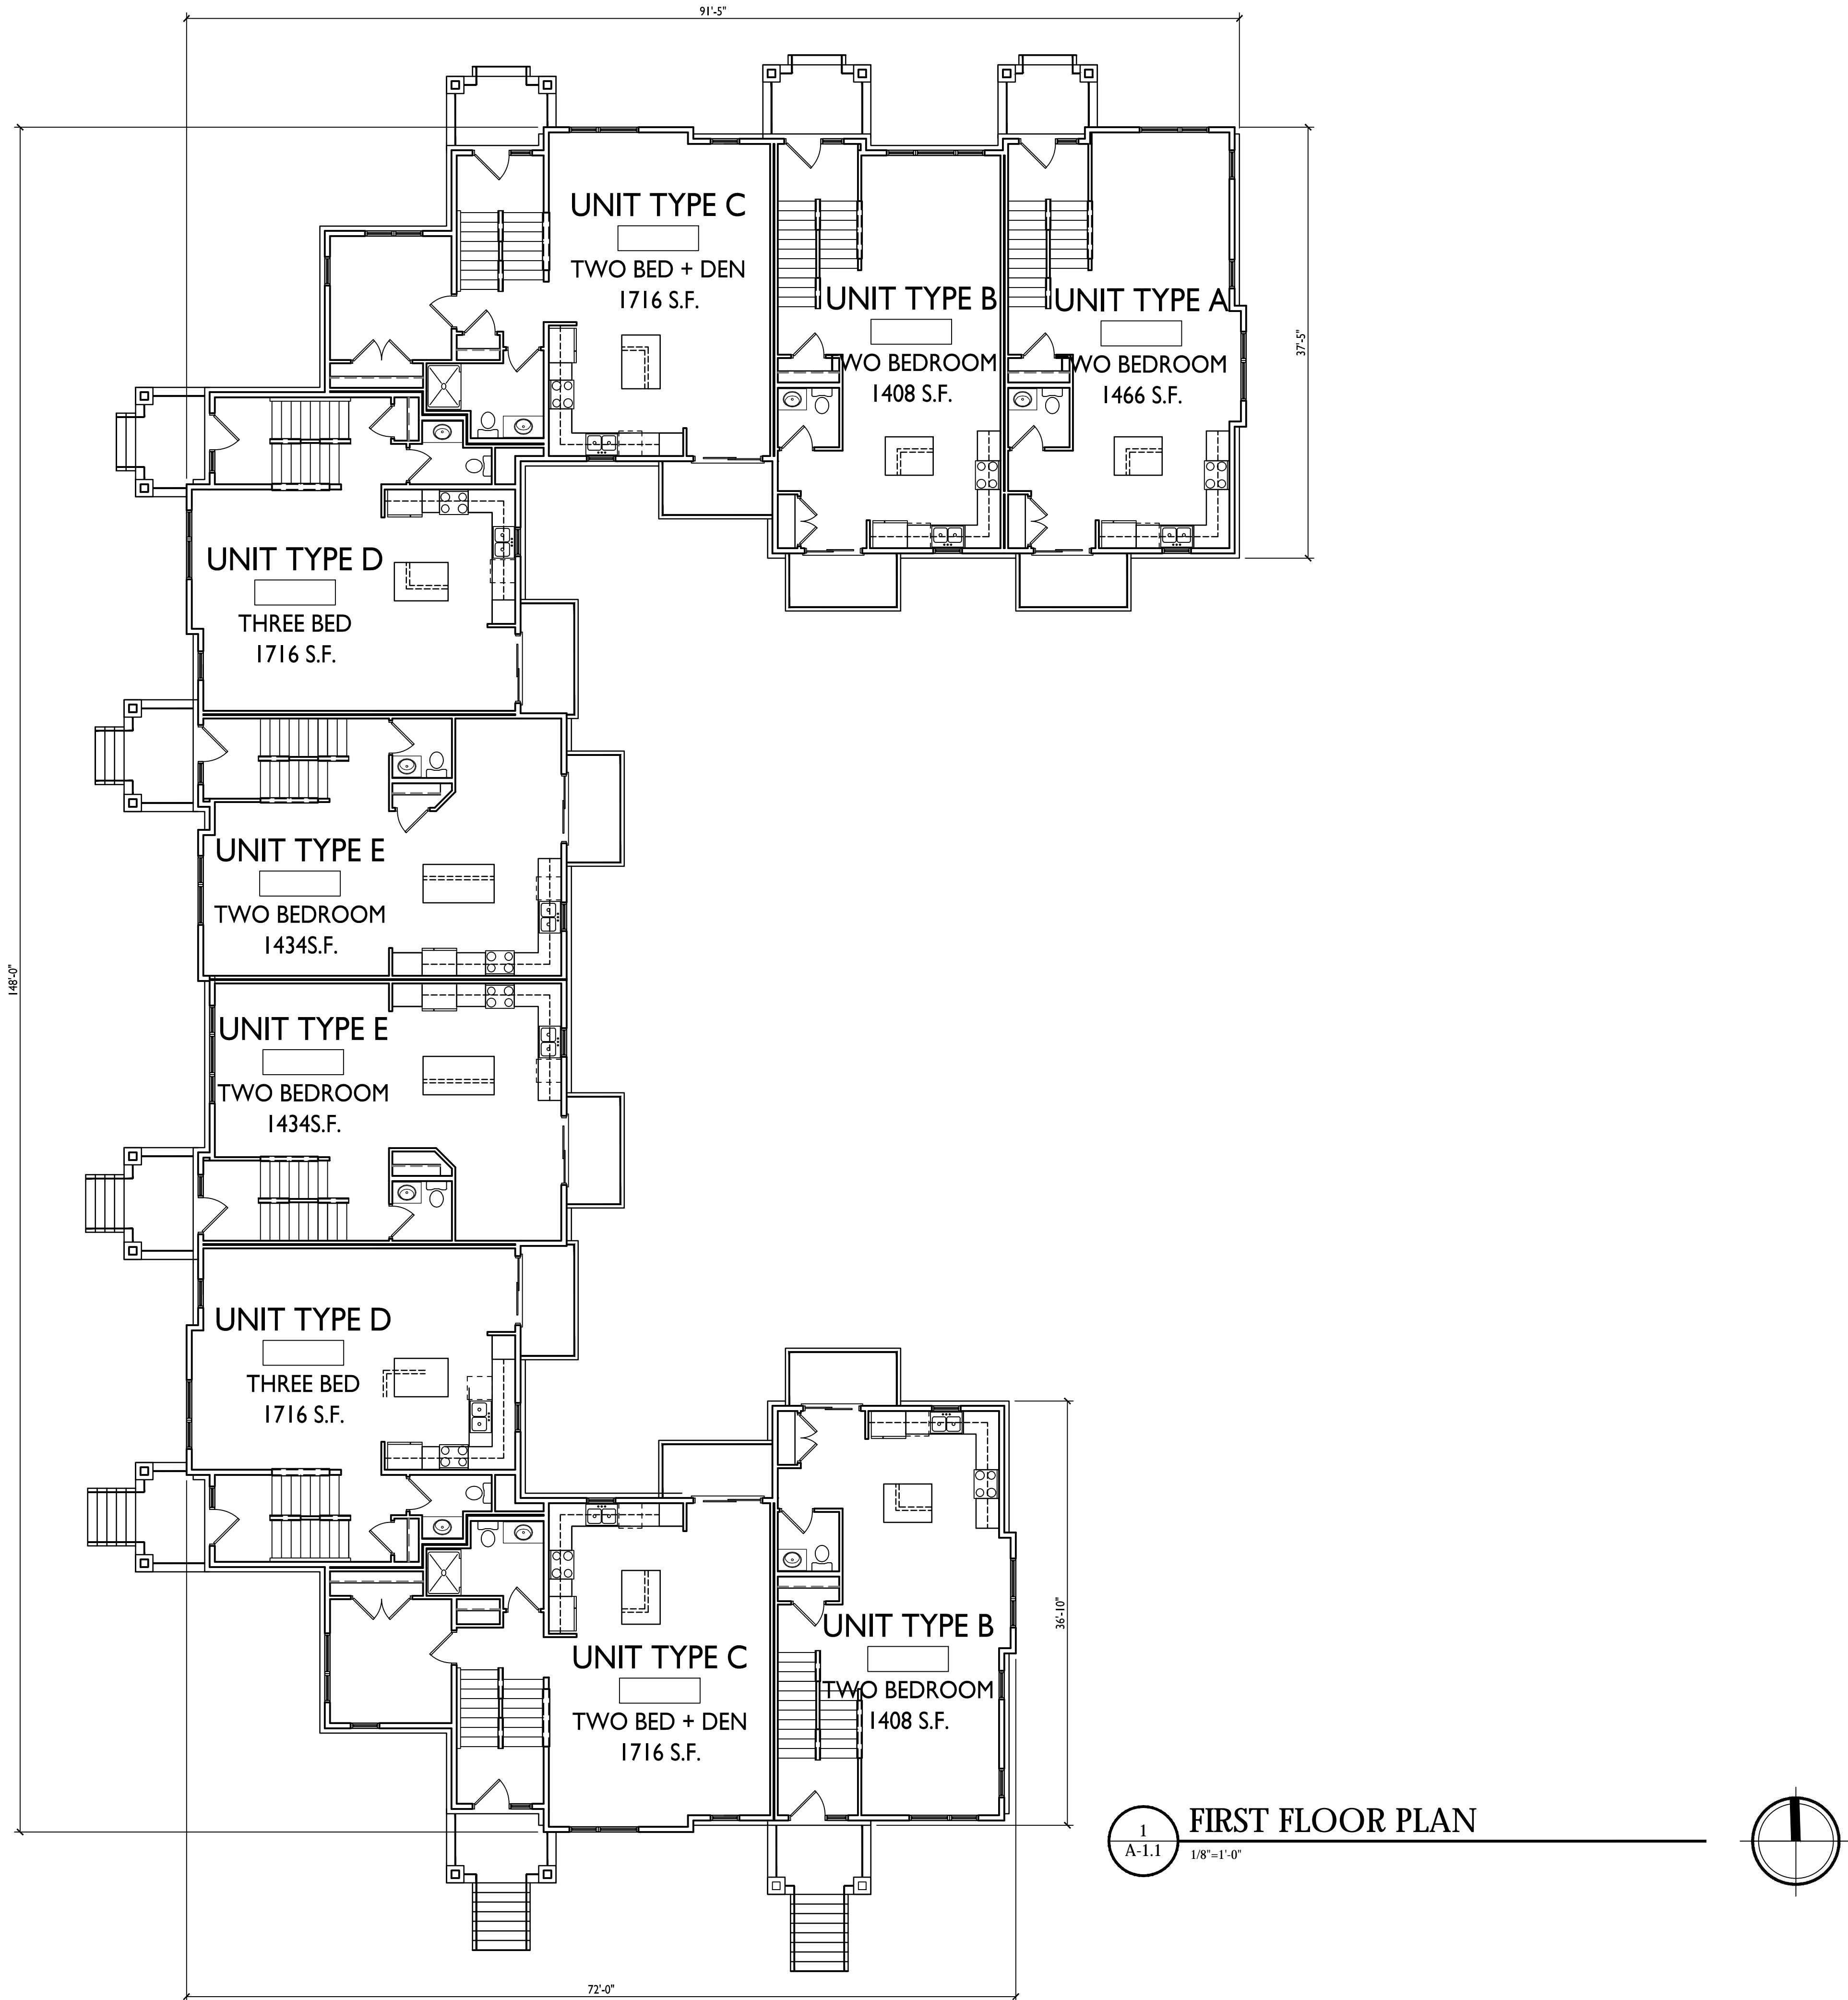 91'-5"
UNIT TYPE C
TWO BED + DEN
1716 S.F.
UNIT TYPE B
TWO BEDROOM
1408 S.F.
UNIT TYPE A
TWO BEDROOM
1466 S.F.
37'-5"
UNIT TYPE D
THREE BED
1716 S.F.
UNIT TYPE E
TWO BEDROOM
1434S.F.
148'-0"
UNIT TYPE E
TWO BEDROOM
1434S.F.
UNIT TYPE D
THREE BED
1716 S.F.
UNIT TYPE C
TWO BED + DEN
1716 S.F.
UNIT TYPE B
TWO BEDROOM
1408 S.F.
36'-10"
1
A-1.1
FIRST FLOOR PLAN
1/8"=1'-0"
72'-0"